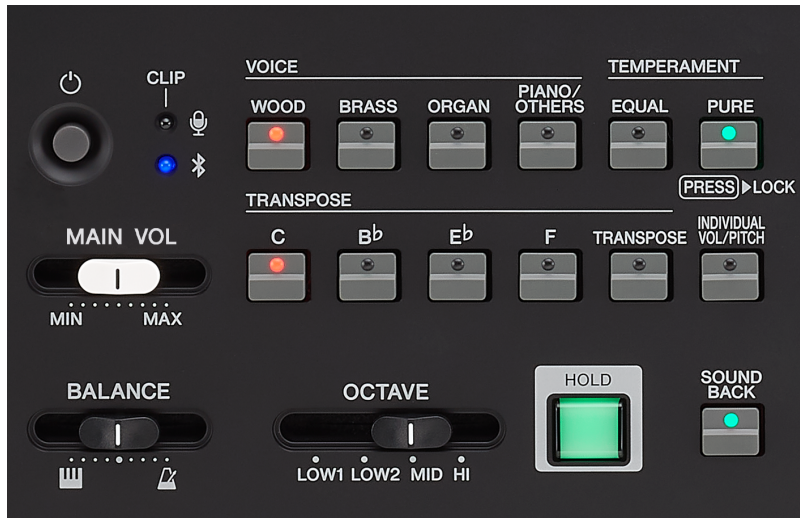 CLIP
VOICE
TEMPERAMENT
WOOD BRASS ORGAN PIANO/
OTHERS EQUAL PURE
PRESS ▶LOCK
TRANSPOSE
C B♭ E♭ F TRANSPOSE INDIVIDUAL
VOL/PITCH
MAIN VOL
MIN MAX
BALANCE
OCTAVE
LOW1 LOW2 MID HI
HOLD
SOUND
BACK